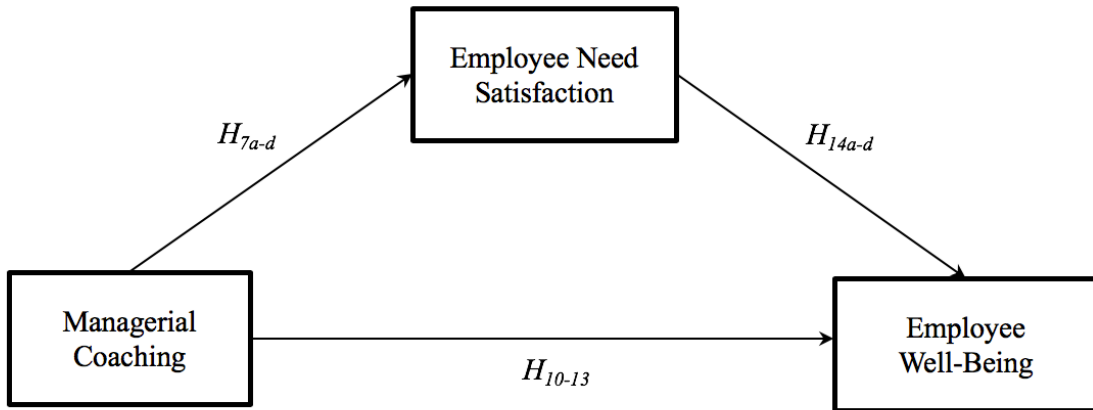 Employee Need
Satisfaction
H7a-d
H14a-d
Managerial
Coaching
H10-13
Employee
Well-Being